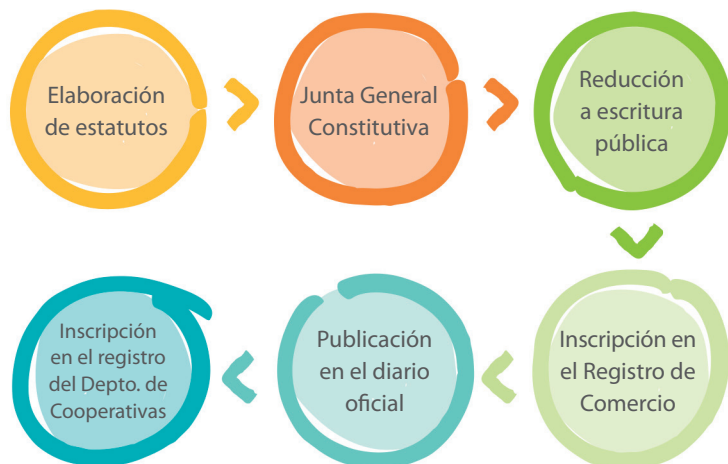 Elaboración
de estatutos
Junta General
Constitutiva
Reducción
a escritura
pública
Inscripción en
el Registro de
Comercio
Publicación
en el diario
oficial
Inscripción
en el registro
del Depto. de
Cooperativas